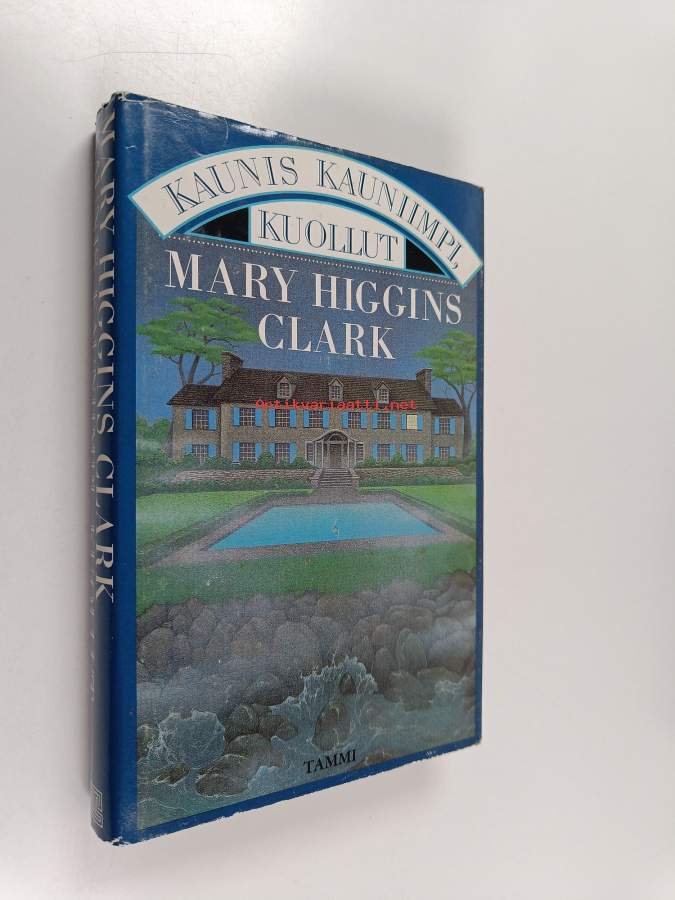 KAUNIS KAUNIIMPI,
KUOLLUT
MARY HIGGINS
CLARK
Antikvariaatti.net
TAMMI
MARY HIGGINS CLARK